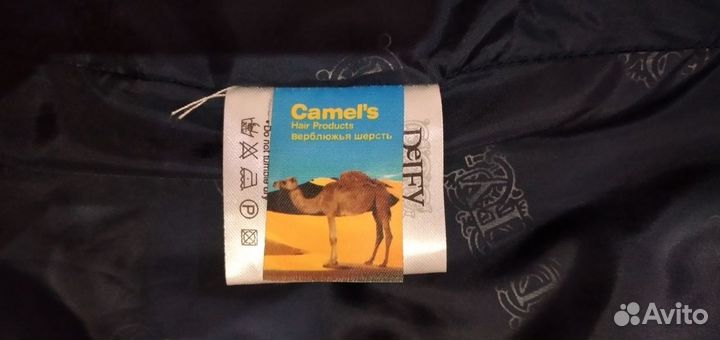 Camel's
Hair Products
верблюжья шерсть
DeFFY
• Do not tumble dry
P
Avito